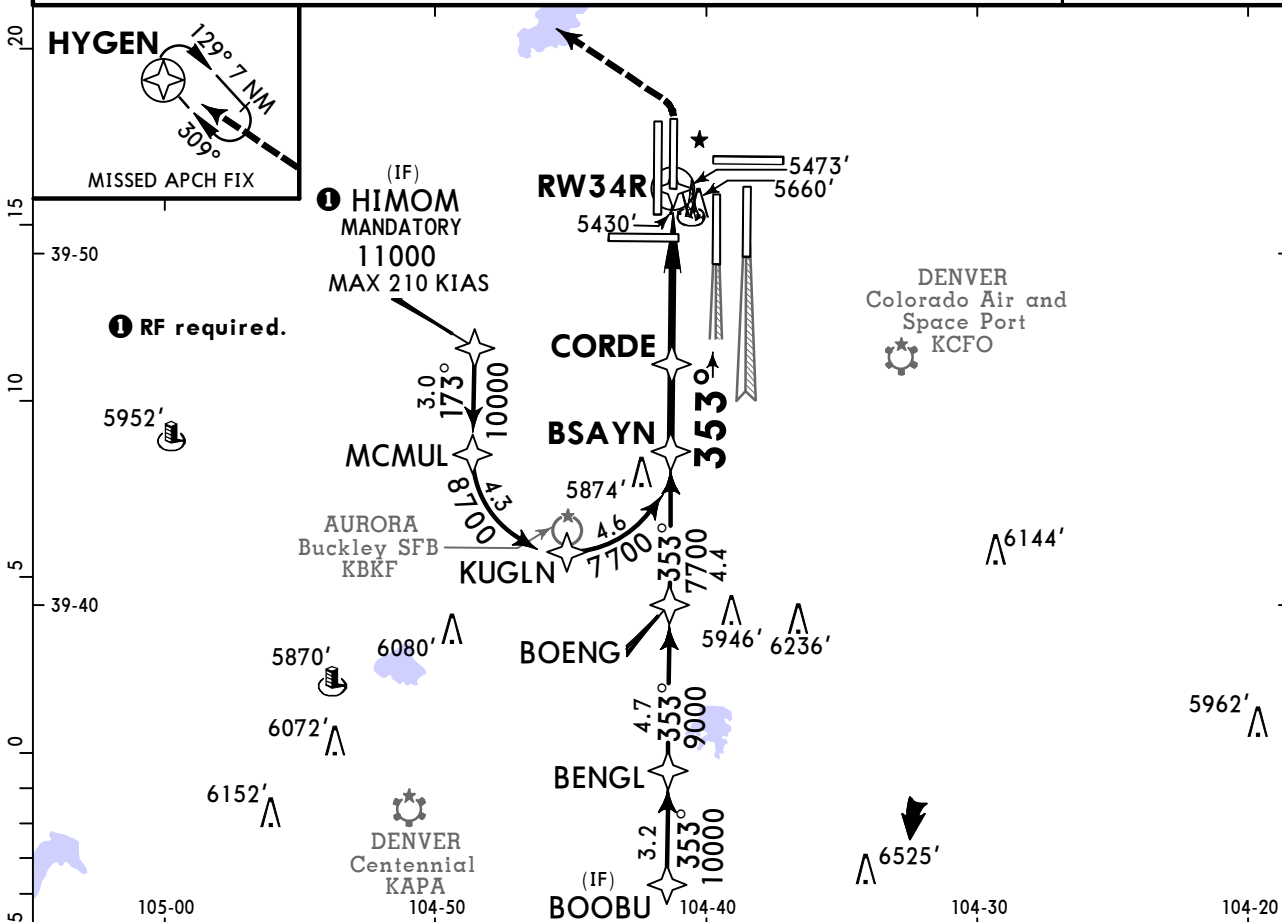 20
HYGEN
129° 7 NM
309°
MISSED APCH FIX
(IF)
1 HIMOM
MANDATORY
11000
MAX 210 KIAS
RW34R
5473'
5660'
5430'
15
39-50
1 RF required.
DENVER
Colorado Air and
Space Port
KCFO
CORDE
3.0
173°
10000
353°
10
5952'
BSAYN
MCMUL
4.3
8700
5874'
AURORA
Buckley SFB
KBKF
4.6
7700
KUGLN
353°
7700
4.4
6144'
5
39-40
BOENG
5946'
6236'
6080'
5870'
4.7
353°
9000
5962'
6072'
0
BENGL
6152'
3.2
353°
10000
DENVER
Centennial
KAPA
6525'
(IF)
BOOBU
5
105-00
104-50
104-40
104-30
104-20